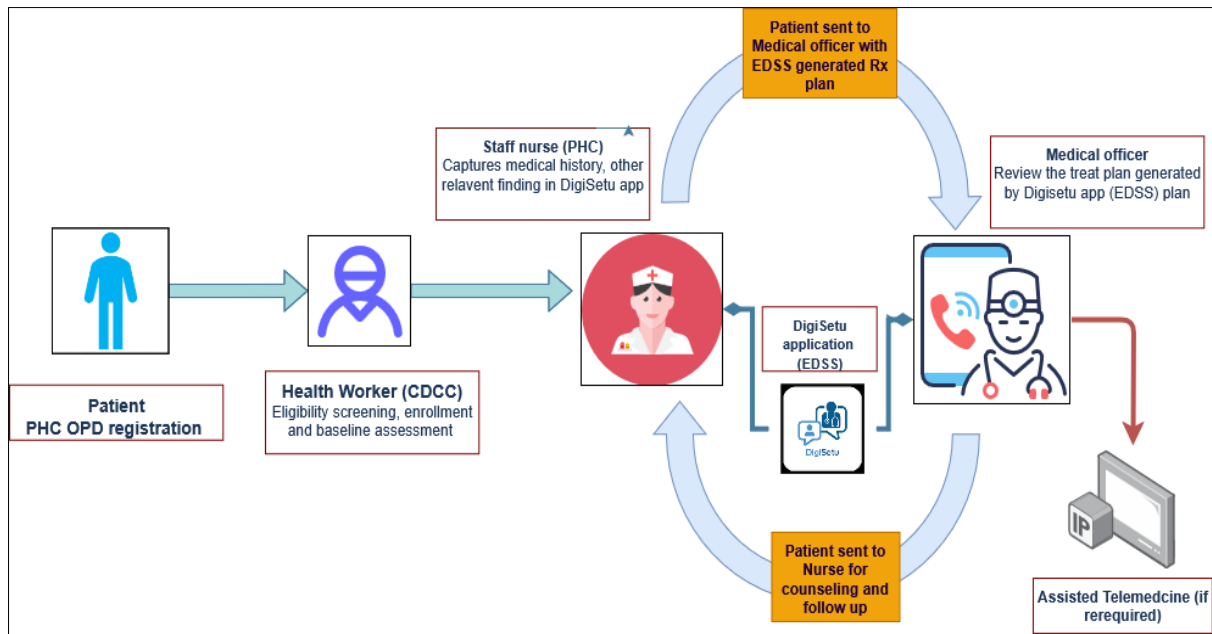 Patient sent to
Medical officer with
EDSS generated Rx
plan
Staff nurse (PHC)
Captures medical history, other
relavent finding in DigiSetu app
Medical officer
Review the treat plan generated
by Digisetu app (EDSS) plan
DigiSetu
application
(EDSS)
DigiSetu
Patient
PHC OPD registration
Health Worker (CDCC)
Eligibility screening, enrollment
and baseline assessment
IP
Patient sent to
Nurse for
counseling and
follow up
Assisted Telemedcine (if
rerequired)